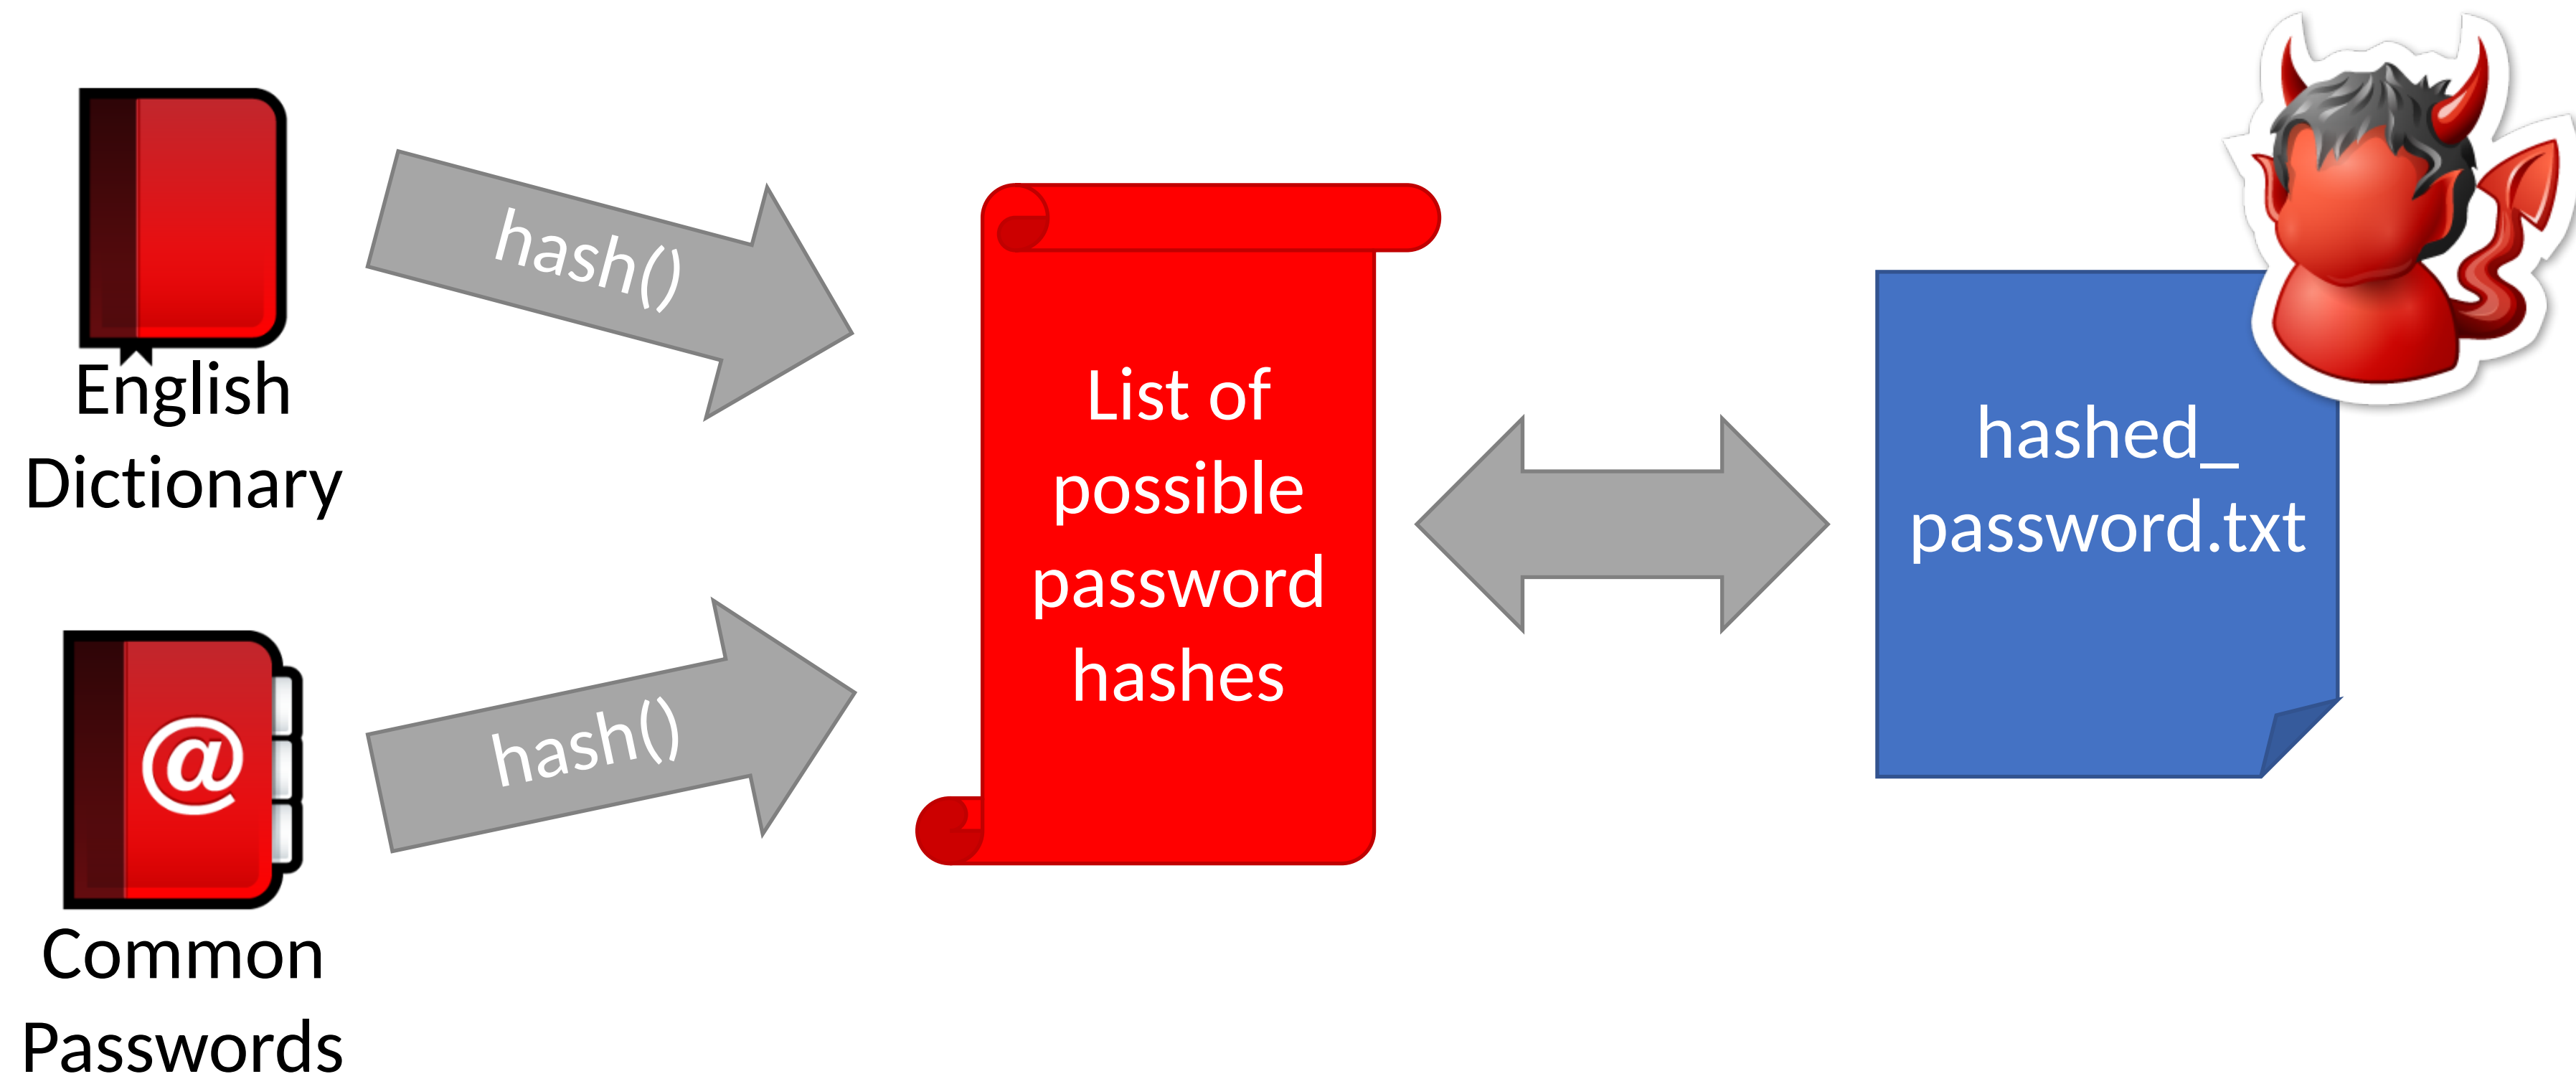 English
Dictionary
hash()
@
Common
Passwords
hash()
List of
possible
password
hashes
hashed_
password.txt